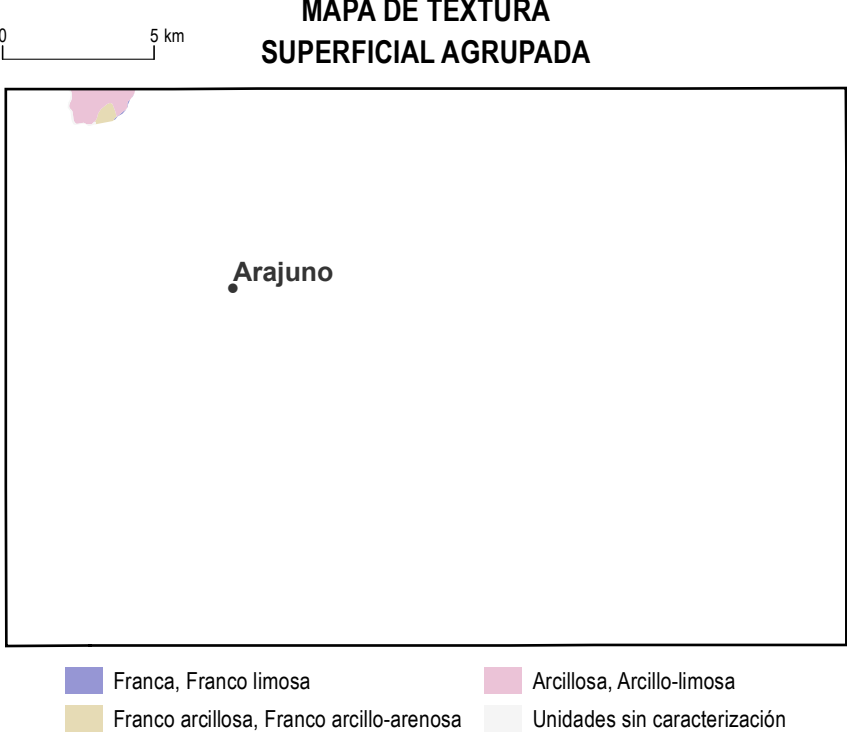 MAPA DE TEXTURA
SUPERFICIAL AGRUPADA
0 5 km
Arajuno
Franca, Franco limosa
Franco arcillosa, Franco arcillo-arenosa
Arcillosa, Arcillo-limosa
Unidades sin caracterización